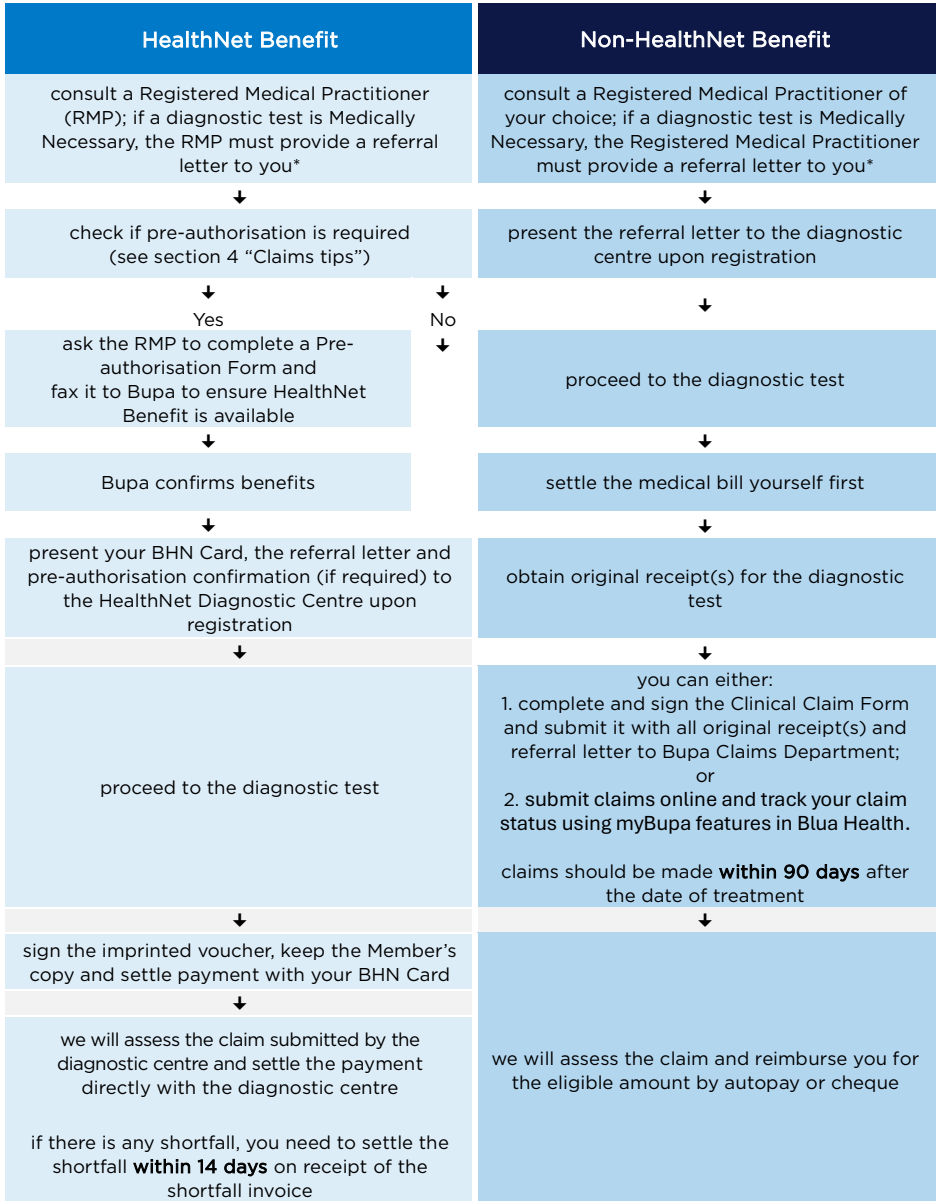 HealthNet Benefit
consult a Registered Medical Practitioner
(RMP); if a diagnostic test is Medically
Necessary, the RMP must provide a referral
letter to you*
check if pre-authorisation is required
(see section 4 “Claims tips”)
Yes
No
ask the RMP to complete a Pre-
authorisation Form and
fax it to Bupa to ensure HealthNet
Benefit is available
Bupa confirms benefits
present your BHN Card, the referral letter and
pre-authorisation confirmation (if required) to
the HealthNet Diagnostic Centre upon
registration
proceed to the diagnostic test
sign the imprinted voucher, keep the Member’s
copy and settle payment with your BHN Card
we will assess the claim submitted by the
diagnostic centre and settle the payment
directly with the diagnostic centre
if there is any shortfall, you need to settle the
shortfall within 14 days on receipt of the
shortfall invoice
Non-HealthNet Benefit
consult a Registered Medical Practitioner of
your choice; if a diagnostic test is Medically
Necessary, the Registered Medical Practitioner
must provide a referral letter to you*
present the referral letter to the diagnostic
centre upon registration
proceed to the diagnostic test
settle the medical bill yourself first
obtain original receipt(s) for the diagnostic
test
you can either:
1. complete and sign the Clinical Claim Form
and submit it with all original receipt(s) and
referral letter to Bupa Claims Department;
or
2. submit claims online and track your claim
status using myBupa features in Blua Health.
claims should be made within 90 days after
the date of treatment
we will assess the claim and reimburse you for
the eligible amount by autopay or cheque